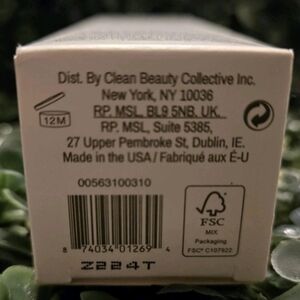 Dist. By Clean Beauty Collective Inc.
New York, NY 10036
RP. MSL, BL9 5NB, UK.
RP. MSL, Suite 5385,
27 Upper Pembroke St, Dublin, IE.
Made in the USA / Fabriqué aux É-U
12M
00563100310
8 74034 01269 4
Z224T
FSC
MIX
Packaging
FSC® C107922